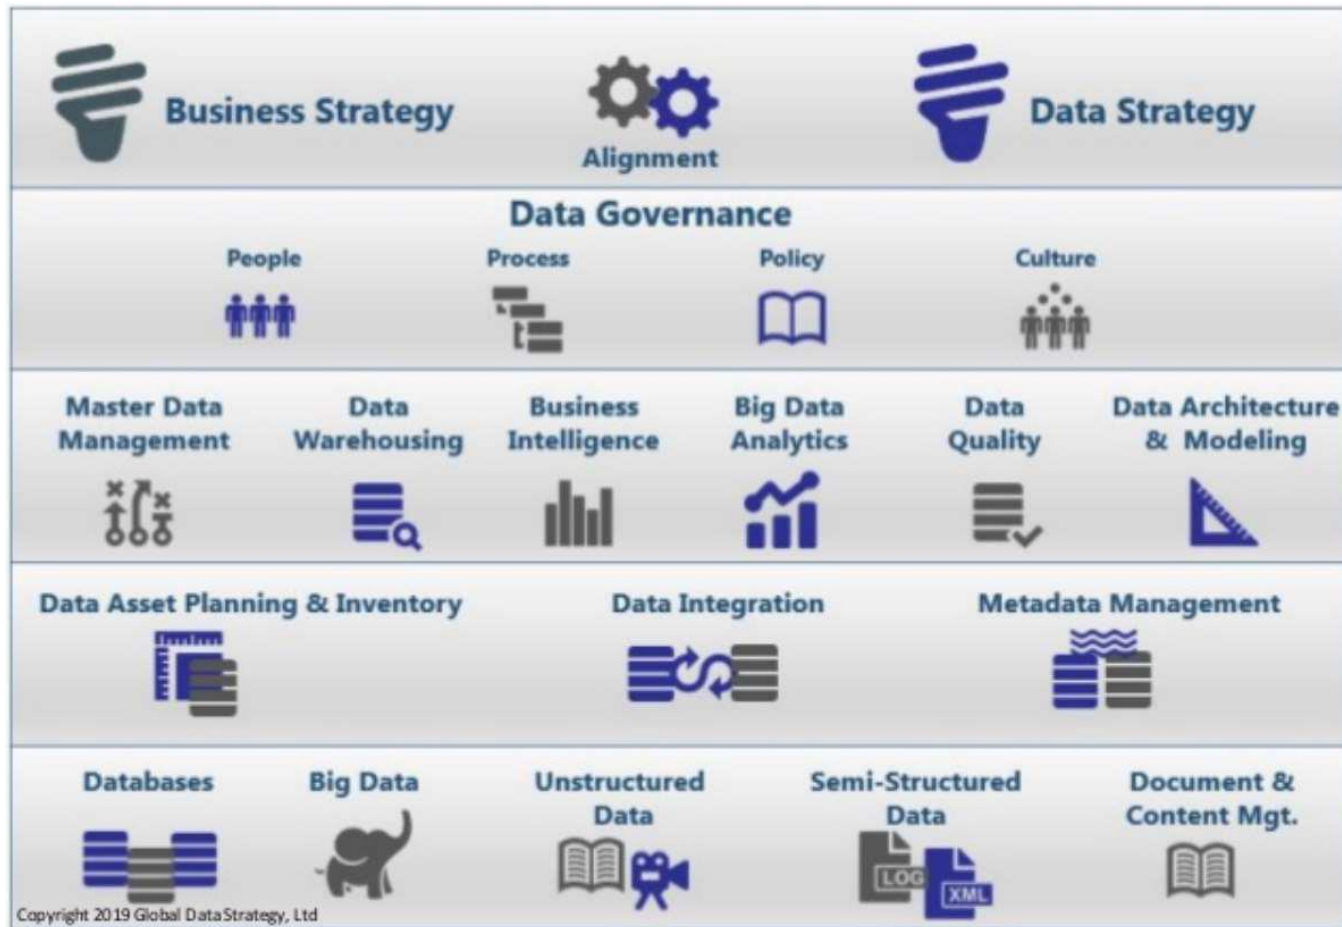 Business Strategy
Alignment
Data Strategy
Data Governance
People
Process
Policy
Culture
Master Data
Management
Data
Warehousing
Business
Intelligence
Big Data
Analytics
Data
Quality
Data Architecture
& Modeling
Data Asset Planning & Inventory
Data Integration
Metadata Management
Databases
Big Data
Unstructured
Data
Semi-Structured
Data
LOG
XML
Document &
Content Mgt.
Copyright 2019 Global Data Strategy, Ltd